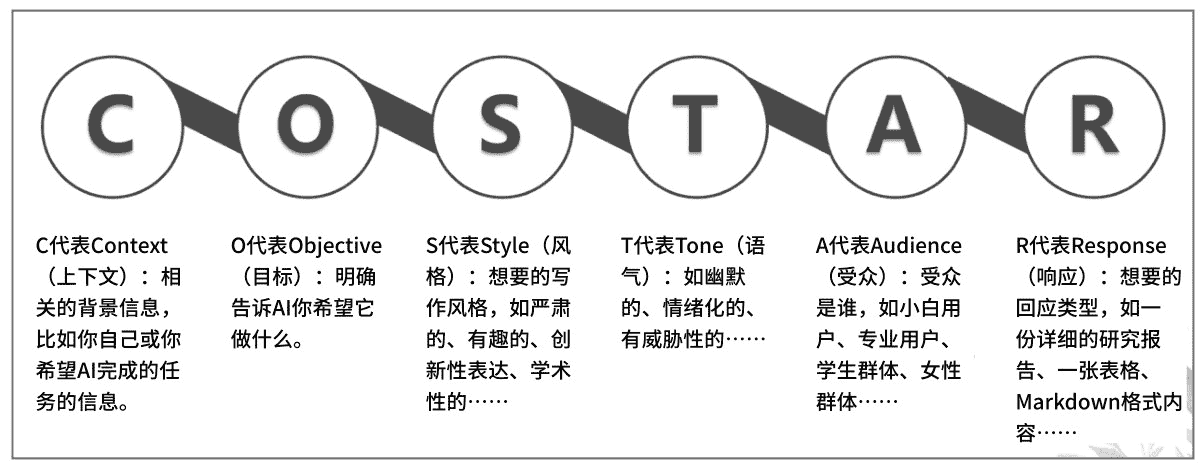 C
O
S
T
A
R
C代表Context
（上下文）：相
关的背景信息，
比如你自己或你
希望AI完成的任
务的信息。
O代表Objective
（目标）：明确
告诉AI你希望它
做什么。
S代表Style（风
格）：想要的写
作风格，如严肃
的、有趣的、创
新性表达、学术
性的……
T代表Tone（语
气）：如幽默
的、情绪化的、
有威胁性的……
A代表Audience
（受众）：受众
是谁，如小白用
户、专业用户、
学生群体、女性
群体……
R代表Response
（响应）：想要的
回应类型，如一
份详细的研究报
告、一张表格、
Markdown格式内
容……